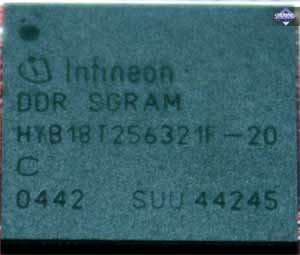 Infineon
DDR SGRAM
HYB18T256321F-20
C
0442 SUU 44245